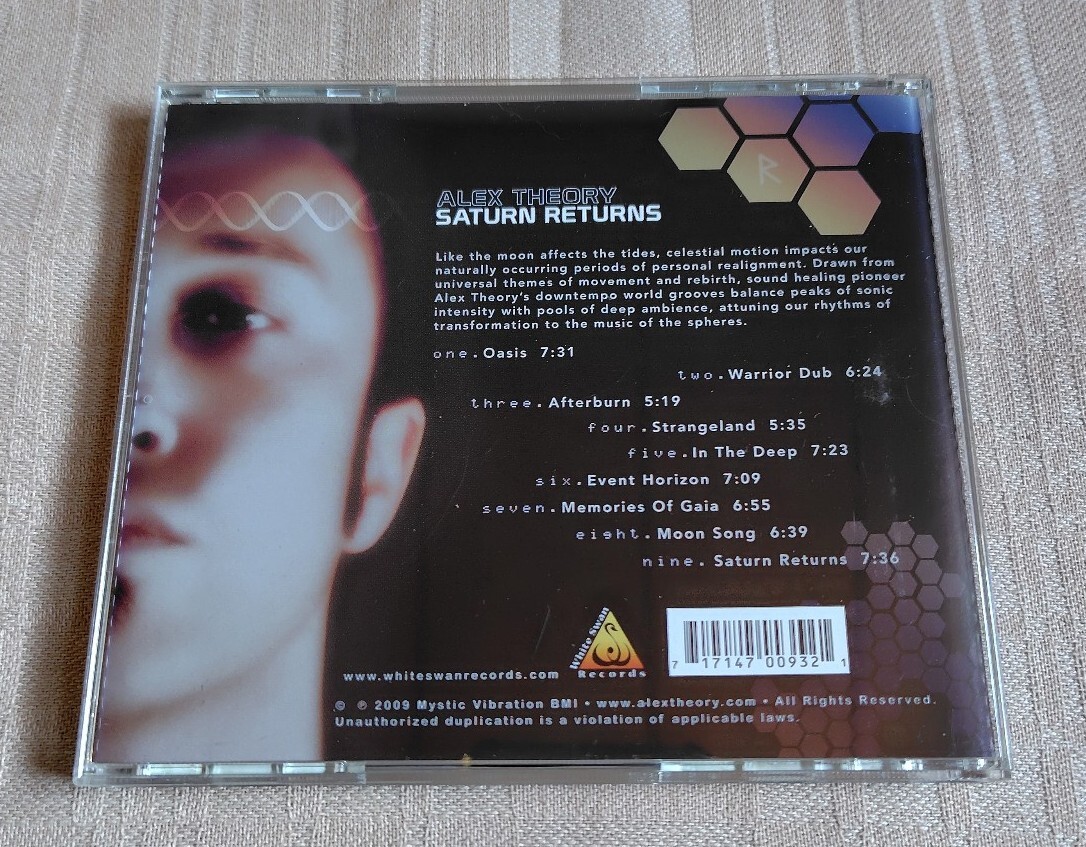 ᚱ
ALEX THEORY
SATURN RETURNS
Like the moon affects the tides, celestial motion impacts our
naturally occurring periods of personal realignment. Drawn from
universal themes of movement and rebirth, sound healing pioneer
Alex Theory's downtempo world grooves balance peaks of sonic
intensity with pools of deep ambience, attuning our rhythms of
transformation to the music of the spheres.
one. Oasis 7:31
two. Warrior Dub 6:24
three. Afterburn 5:19
four. Strangeland 5:35
five. In The Deep 7:23
six. Event Horizon 7:09
seven. Memories Of Gaia 6:55
eight. Moon Song 6:39
nine. Saturn Returns 7:36
White Swan
Records
www.whiteswanrecords.com
7 17147 00932 1
© ℗ 2009 Mystic Vibration BMI • www.alextheory.com • All Rights Reserved.
Unauthorized duplication is a violation of applicable laws.